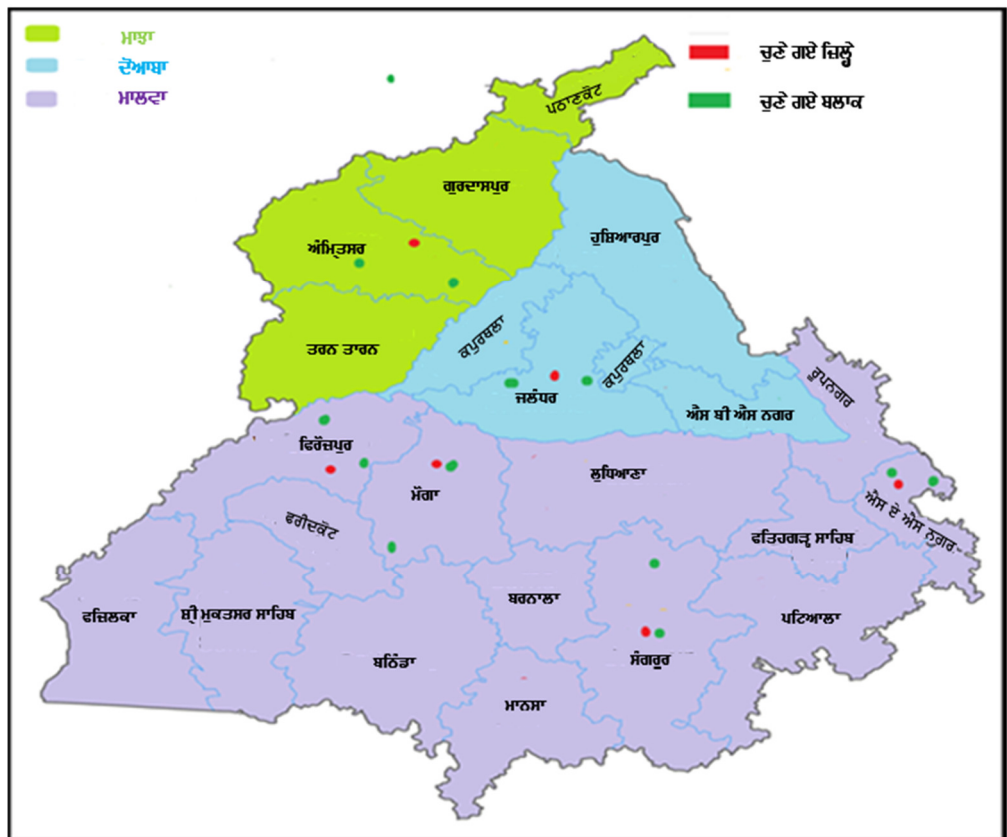 ਮਾਝਾ
ਦੋਆਬਾ
ਮਾਲਵਾ
ਚੁਣੇ ਗਏ ਜ਼ਿਲ੍ਹੇ
ਚੁਣੇ ਗਏ ਬਲਾਕ
ਪਠਾਨਕੋਟ
ਗੁਰਦਾਸਪੁਰ
ਅੰਮ੍ਰਿਤਸਰ
ਹੁਸ਼ਿਆਰਪੁਰ
ਤਰਨ ਤਾਰਨ
ਕਪੂਰਥਲਾ
ਕਪੂਰਥਲਾ
ਰੂਪਨਗਰ
ਜਲੰਧਰ
ਐਸ ਬੀ ਐਸ ਨਗਰ
ਫਿਰੋਜ਼ਪੁਰ
ਲੁਧਿਆਣਾ
ਮੋਗਾ
ਫਰੀਦਕੋਟ
ਐਸ ਏ ਐਸ ਨਗਰ
ਫਤਿਹਗੜ੍ਹ ਸਾਹਿਬ
ਫਜ਼ਿਲਕਾ
ਸ਼੍ਰੀ ਮੁਕਤਸਰ ਸਾਹਿਬ
ਬਰਨਾਲਾ
ਪਟਿਆਲਾ
ਬਠਿੰਡਾ
ਸੰਗਰੂਰ
ਮਾਨਸਾ